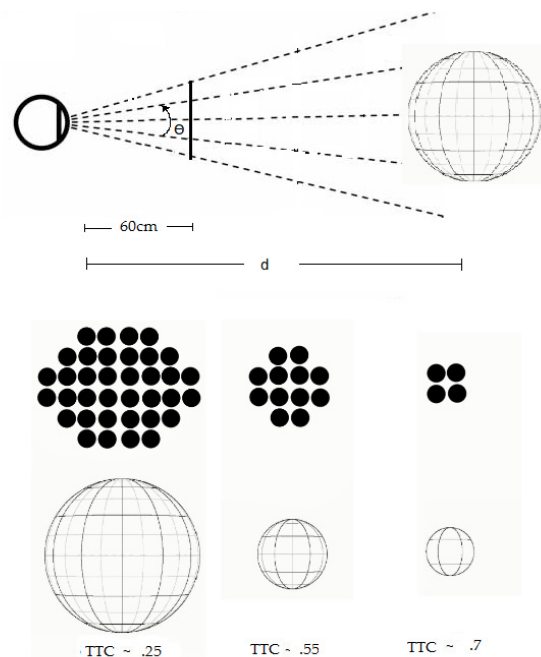 Θ
60cm
d
TTC ~ .25
TTC ~ .55
TTC ~ .7